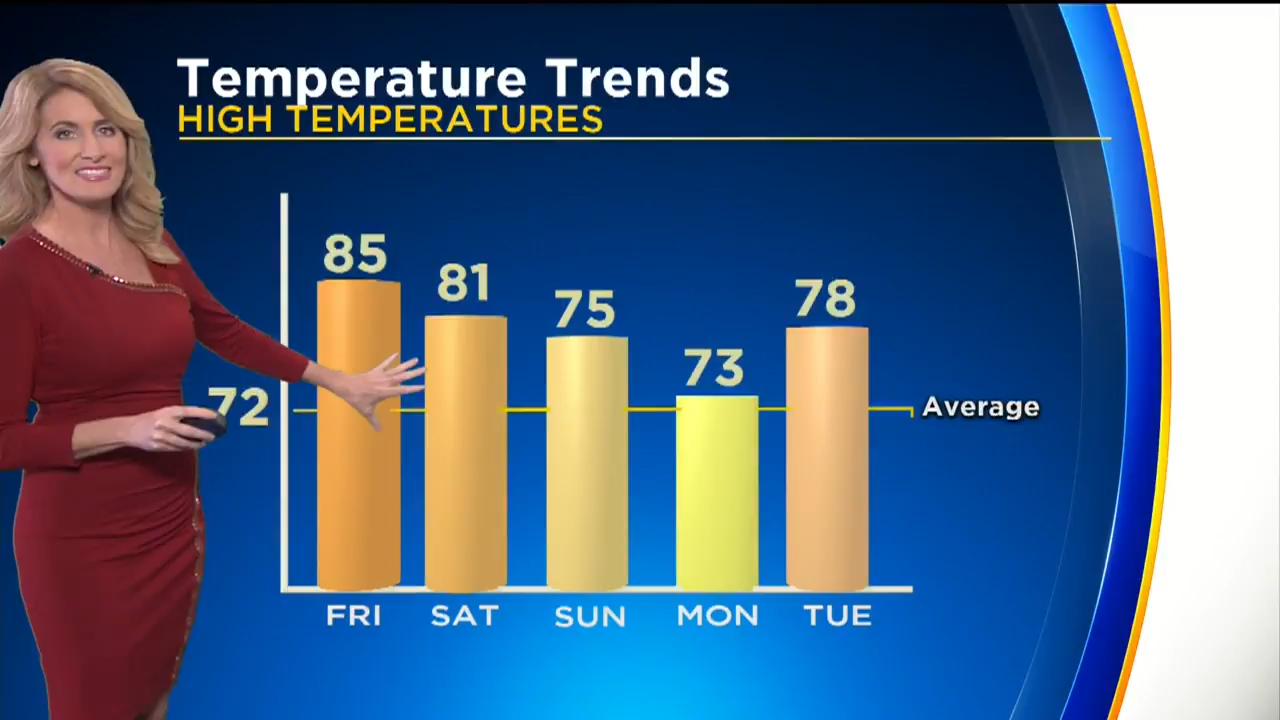 Temperature Trends
HIGH TEMPERATURES
85
81
75
73
78
72
Average
FRI SAT SUN MON TUE